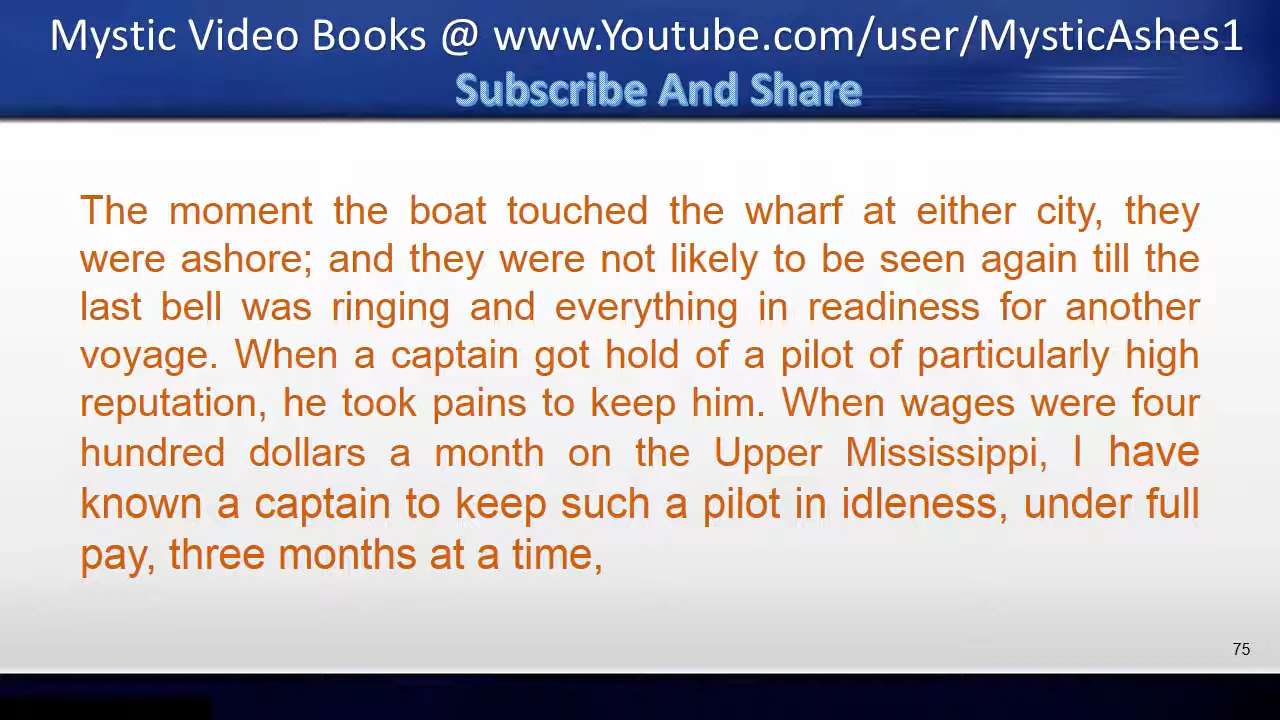 Mystic Video Books @ www.Youtube.com/user/MysticAshes1
Subscribe And Share
The moment the boat touched the wharf at either city, they
were ashore; and they were not likely to be seen again till the
last bell was ringing and everything in readiness for another
voyage. When a captain got hold of a pilot of particularly high
reputation, he took pains to keep him. When wages were four
hundred dollars a month on the Upper Mississippi, I have
known a captain to keep such a pilot in idleness, under full
pay, three months at a time,
75